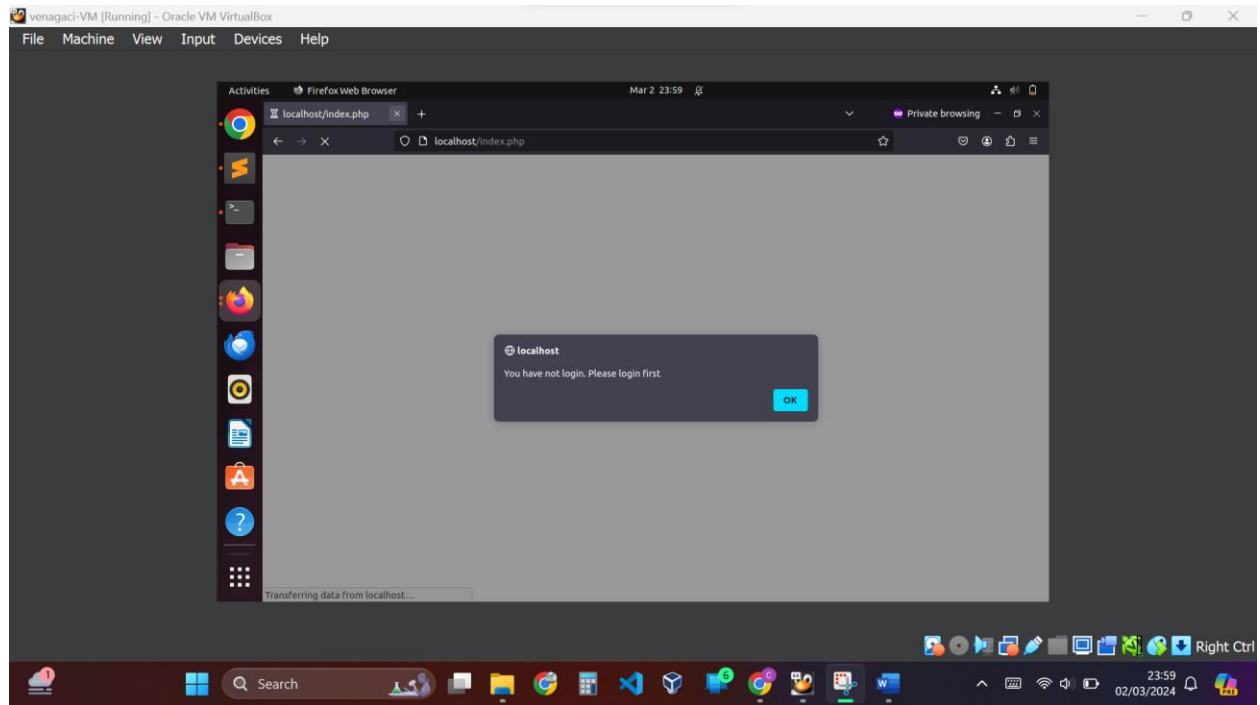 venagaci-VM [Running] - Oracle VM VirtualBox
File Machine View Input Devices Help
Activities Firefox Web Browser Mar 2 23:59
localhost/index.php Private browsing
localhost/index.php
localhost
You have not login. Please login first
OK
Transferring data from localhost...
Right Ctrl
1 Search 6 23:59
02/03/2024